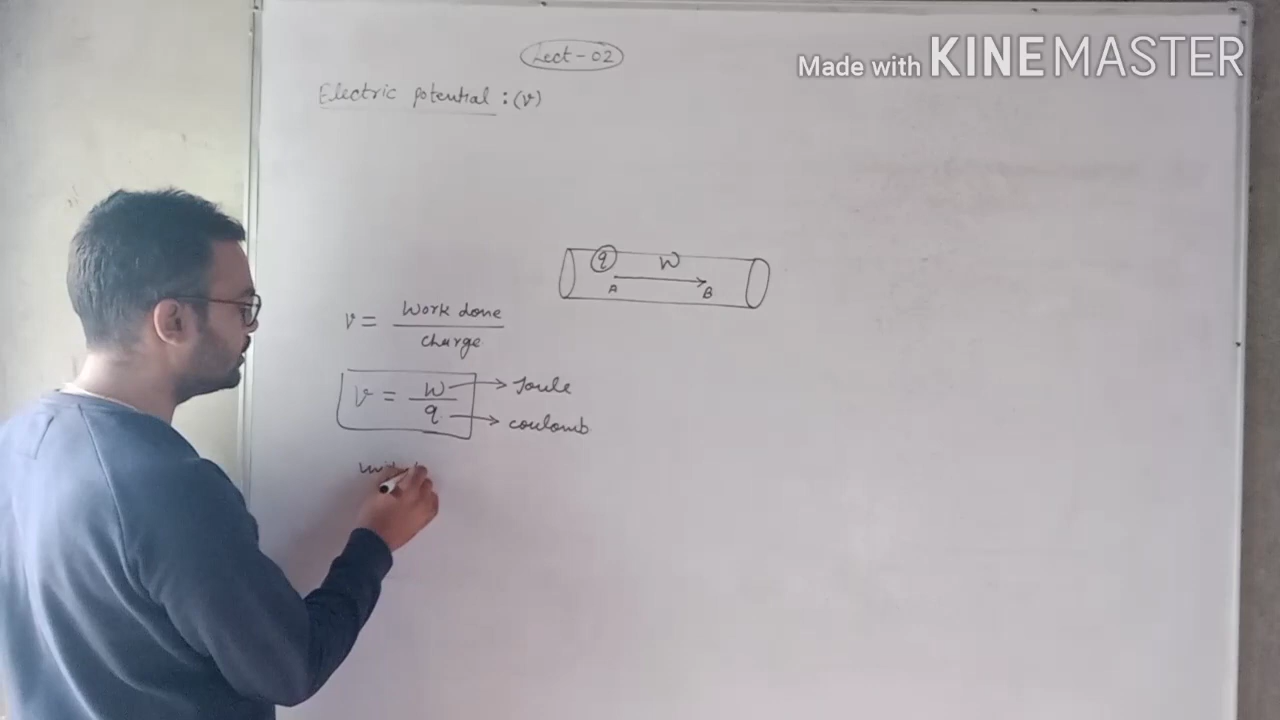 Lect-02
Made with KINEMASTER
Electric potential : (v)
q W
A B
v = Work done / charge
v = W / q → Joule
→ coulomb